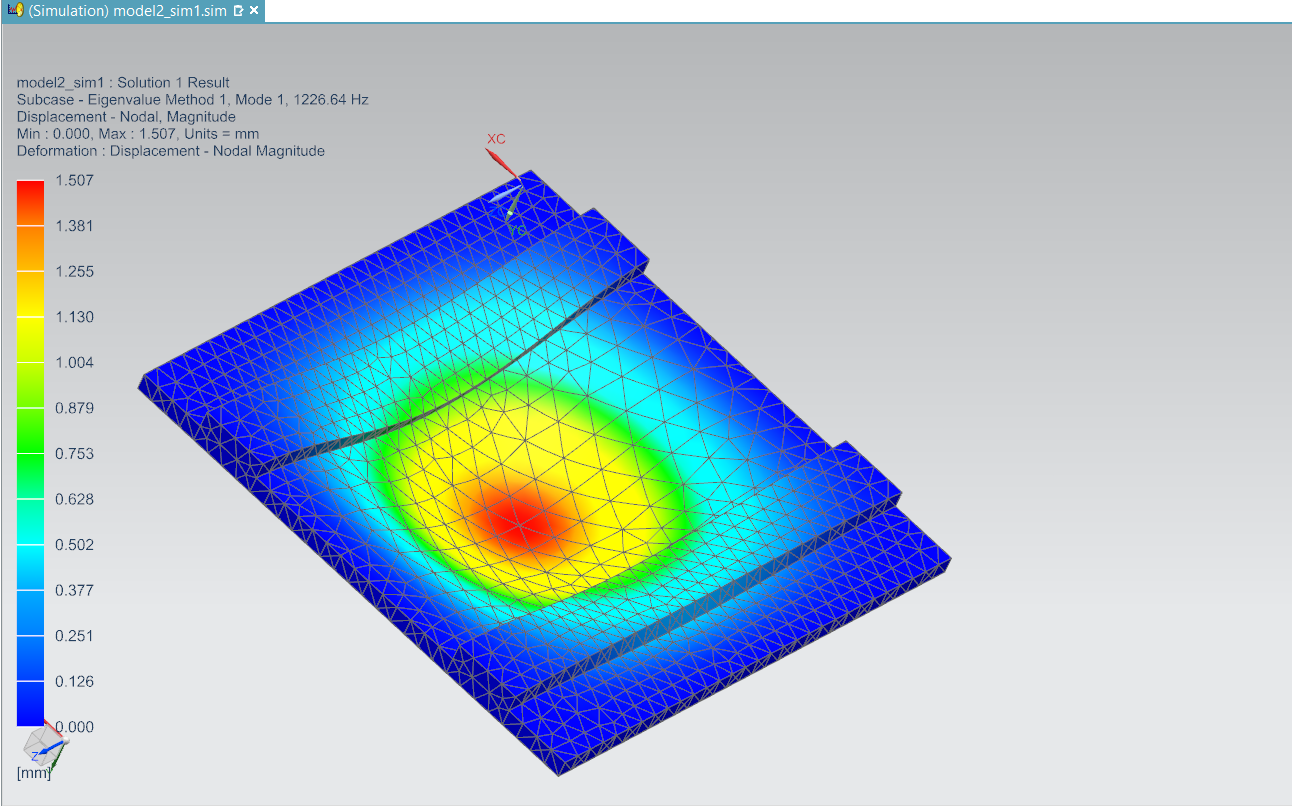 (Simulation) model2_sim1.sim
model2_sim1 : Solution 1 Result
Subcase - Eigenvalue Method 1, Mode 1, 1226.64 Hz
Displacement - Nodal, Magnitude
Min : 0.000, Max : 1.507, Units = mm
Deformation : Displacement - Nodal Magnitude
XC
YC
1.507
1.381
1.255
1.130
1.004
0.879
0.753
0.628
0.502
0.377
0.251
0.126
0.000
Z
[mm]